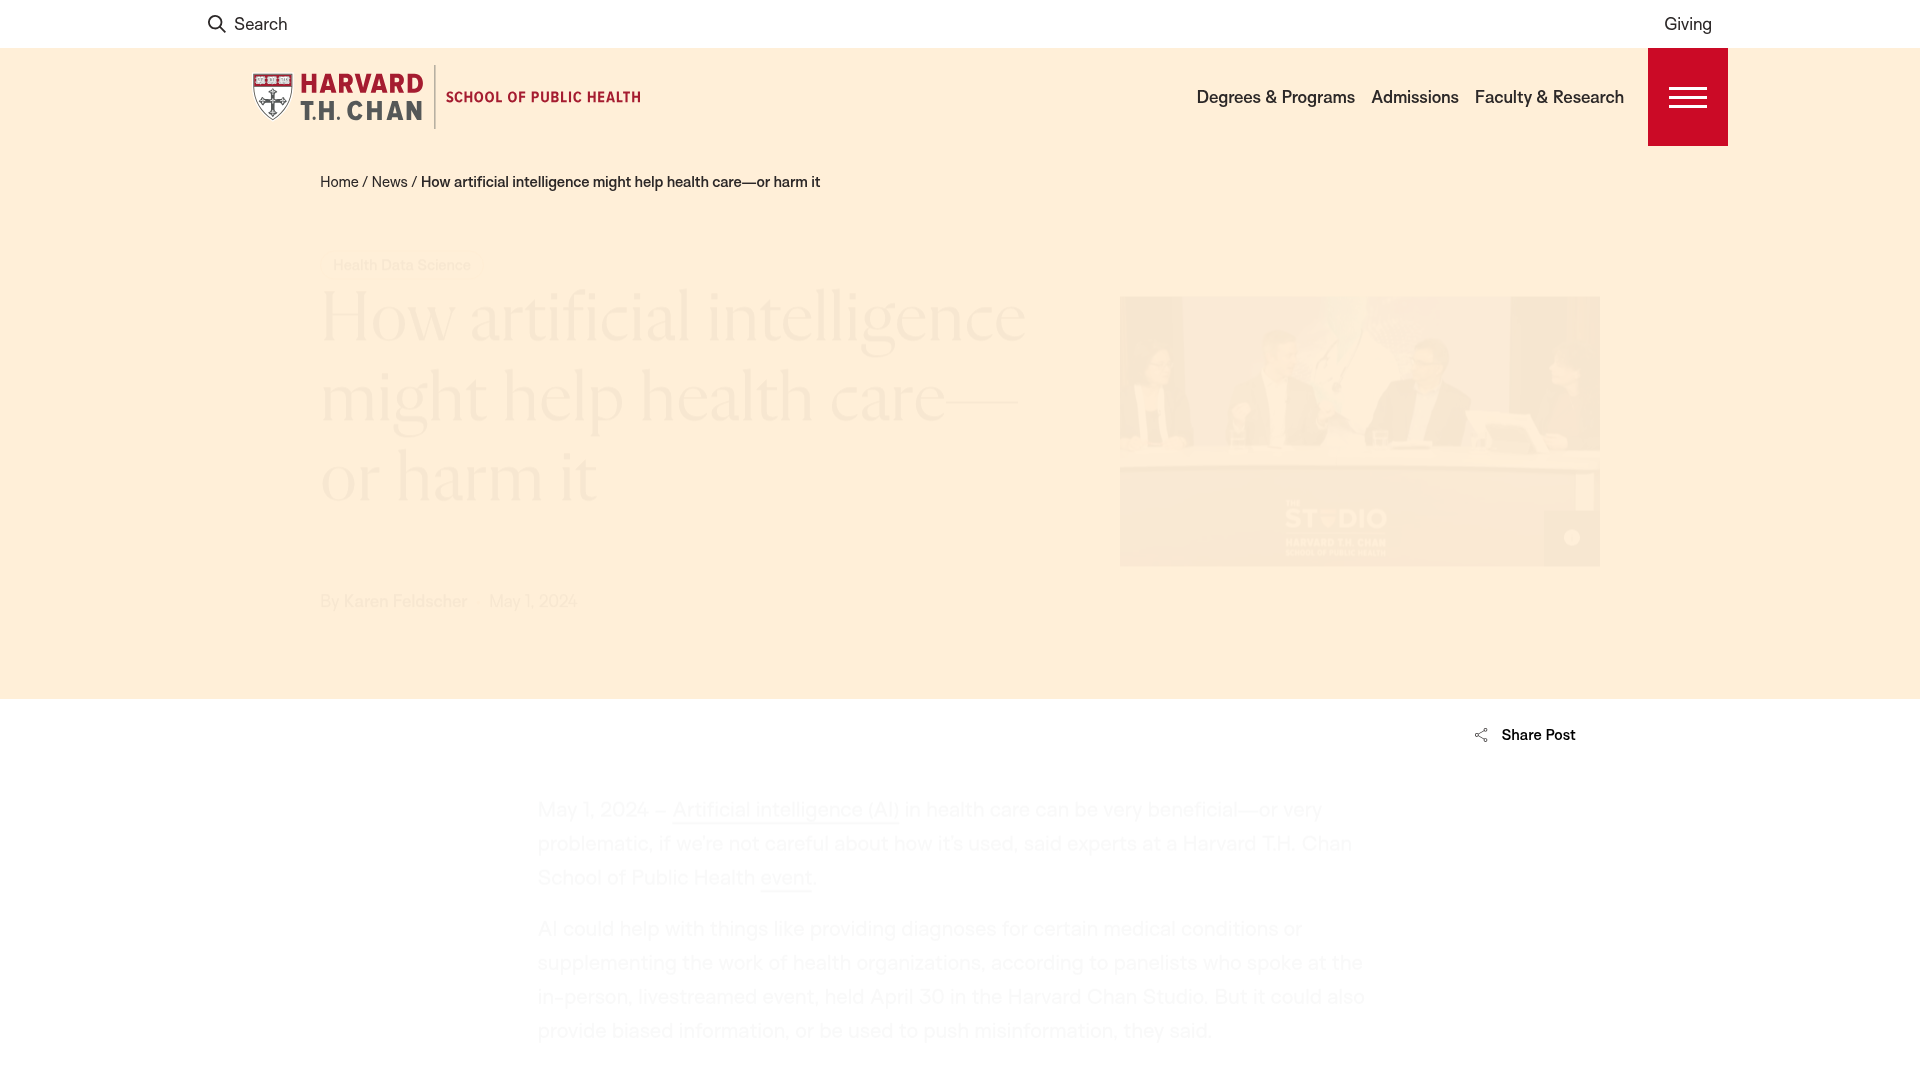 Search
Giving
HARVARD
T.H. CHAN
SCHOOL OF PUBLIC HEALTH
Degrees & Programs
Admissions
Faculty & Research
Home / News / How artificial intelligence might help health care—or harm it
Health Data Science
How artificial intelligence
might help health care—
or harm it
STUDIO
HARVARD T.H. CHAN
By Karen Feldscher May 1, 2024
Share Post
May 1, 2024 – Artificial intelligence (AI) in health care can be very beneficial—or very
problematic, if we're not careful about how it's used, said experts at a Harvard T.H. Chan
School of Public Health event.
AI could help with things like providing diagnoses for certain medical conditions or
supplementing the work of health organizations, according to panelists who spoke at the
in-person, livestreamed event, held April 30 in the Harvard Chan Studio. But it could also
provide biased information, or be used to push misinformation, they said.